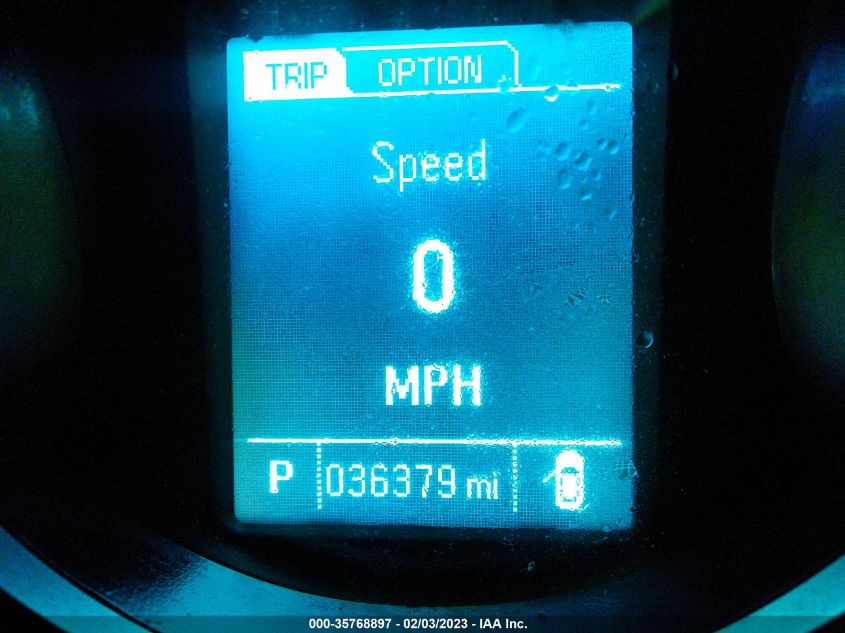 TRIP OPTION
Speed
0
MPH
P 036379 mi
000-35768897 - 02/03/2023 - IAA Inc.